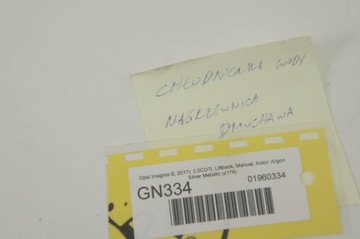 CHŁODNICZKA WODY
NAGRZEWNICA
DMUCHAWA
Opel Insignia B, 2017r, 2.0CDTI, Liftback, Manual, Kolor: Argon
Silver Metallic (z176)
GN334
01960334